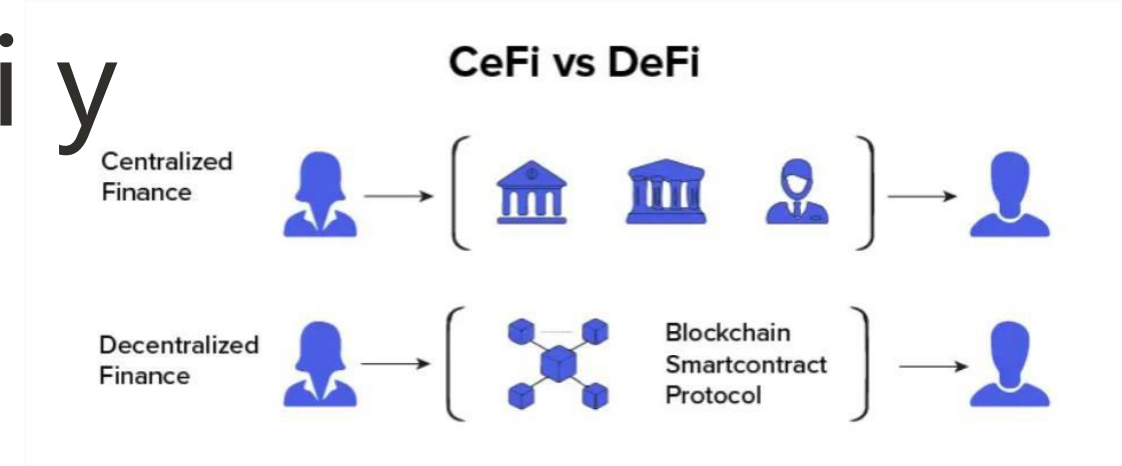 i y
CeFi vs DeFi
Centralized
Finance
Decentralized
Finance
Blockchain
Smartcontract
Protocol